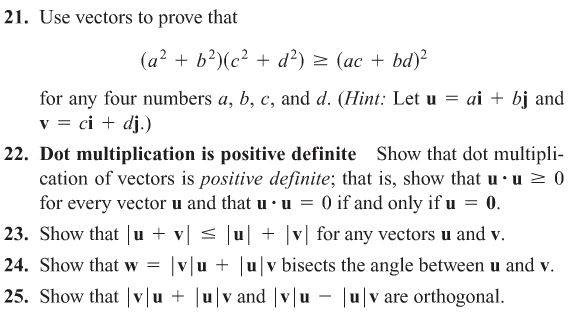 21. Use vectors to prove that
(a² + b²)(c² + d²) ≥ (ac + bd)²
for any four numbers a, b, c, and d. (Hint: Let u = ai + bj and
v = ci + dj.)
22. Dot multiplication is positive definite Show that dot multipli-
cation of vectors is positive definite; that is, show that u · u ≥ 0
for every vector u and that u · u = 0 if and only if u = 0.
23. Show that |u + v| ≤ |u| + |v| for any vectors u and v.
24. Show that w = |v|u + |u|v bisects the angle between u and v.
25. Show that |v|u + |u|v and |v|u − |u|v are orthogonal.